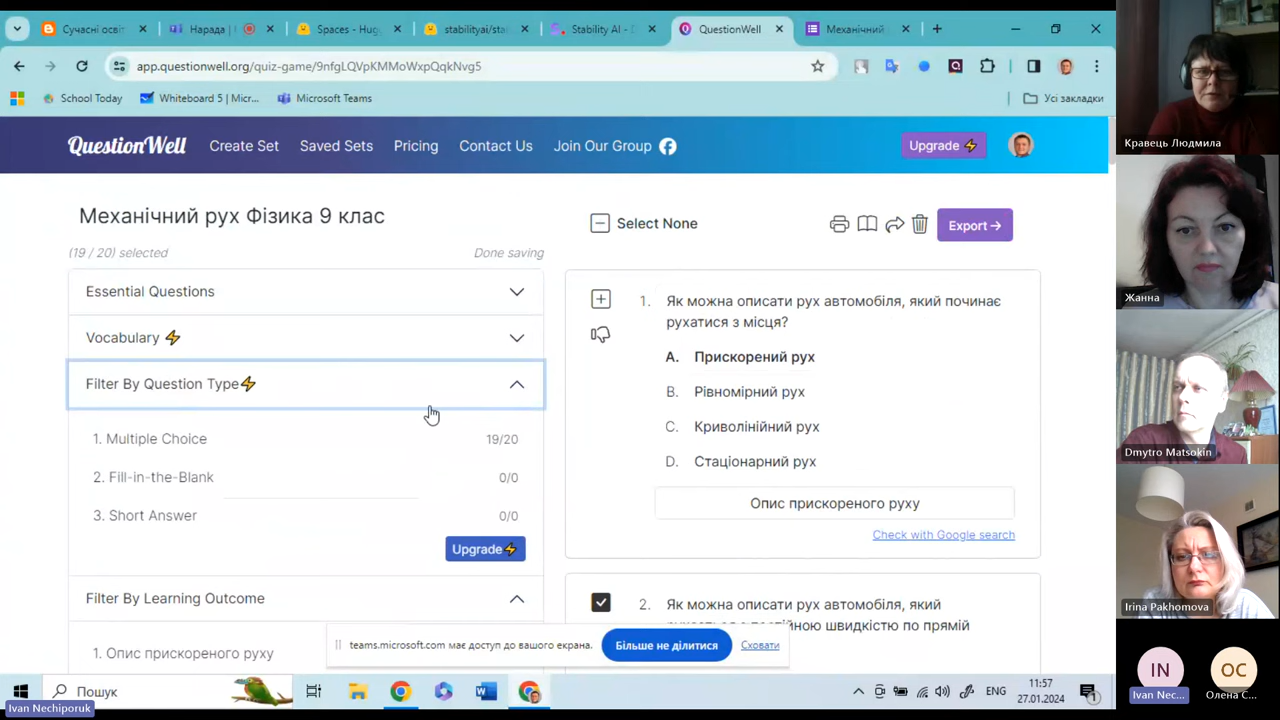 Сучасні освіт
Нарада |
Spaces - Hug
stabilityai/stal
Stability AI - D
QuestionWell
Механічний
app.questionwell.org/quiz-game/9nfgLQVpKMMoWxpQqkNvg5
School Today
Whiteboard 5 | Micr...
Microsoft Teams
Усі закладки
QuestionWell
Create Set
Saved Sets
Pricing
Contact Us
Join Our Group
Upgrade
Механічний рух Фізика 9 клас
(19 / 20) selected
Done saving
Essential Questions
Vocabulary
Filter By Question Type
1. Multiple Choice 19/20
2. Fill-in-the-Blank 0/0
3. Short Answer 0/0
Upgrade
Filter By Learning Outcome
1. Опис прискореного руху
Select None
Export →
1. Як можна описати рух автомобіля, який починає
рухатися з місця?
A. Прискорений рух
B. Рівномірний рух
C. Криволінійний рух
D. Стаціонарний рух
Опис прискореного руху
Check with Google search
2. Як можна описати рух автомобіля, який
постійною швидкістю по прямій
teams.microsoft.com має доступ до вашого екрана.
Більше не ділитися
Сховати
Пошук
ENG
11:57
27.01.2024
Ivan Nechiporuk
Кравець Людмила
Жанна
Dmytro Matsokin
Irina Pakhomova
IN
Ivan Nec...
OC
Олена С...